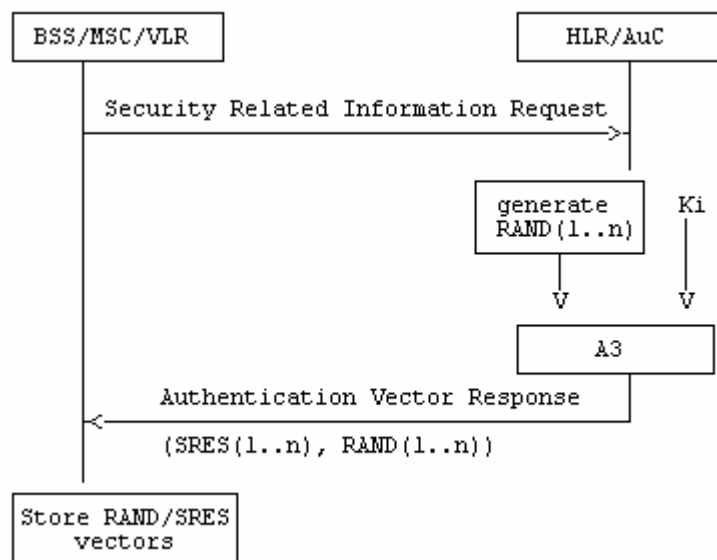 BSS/MSC/VLR
HLR/AuC
Security Related Information Request
generate
RAND(1..n)
Ki
V
V
A3
Authentication Vector Response
(SRES(1..n), RAND(1..n))
Store RAND/SRES
vectors